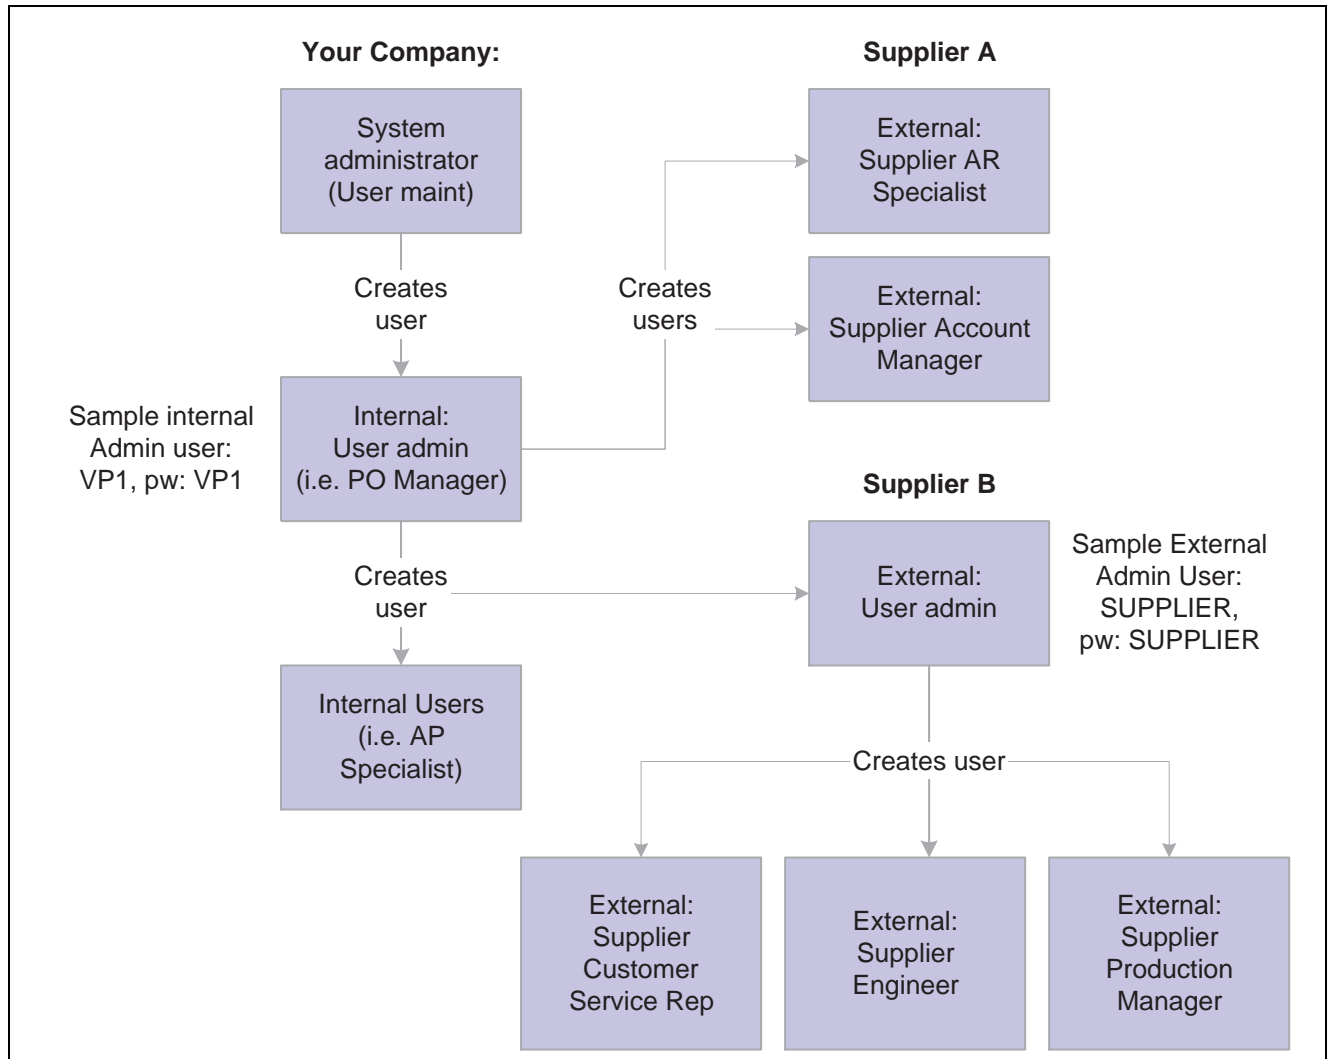 Your Company:
Supplier A
System
administrator
(User maint)
External:
Supplier AR
Specialist
Creates
user
Creates
users
External:
Supplier Account
Manager
Sample internal
Admin user:
VP1, pw: VP1
Internal:
User admin
(i.e. PO Manager)
Supplier B
Creates
user
External:
User admin
Sample External
Admin User:
SUPPLIER,
pw: SUPPLIER
Internal Users
(i.e. AP
Specialist)
Creates user
External:
Supplier
Customer
Service Rep
External:
Supplier
Engineer
External:
Supplier
Production
Manager